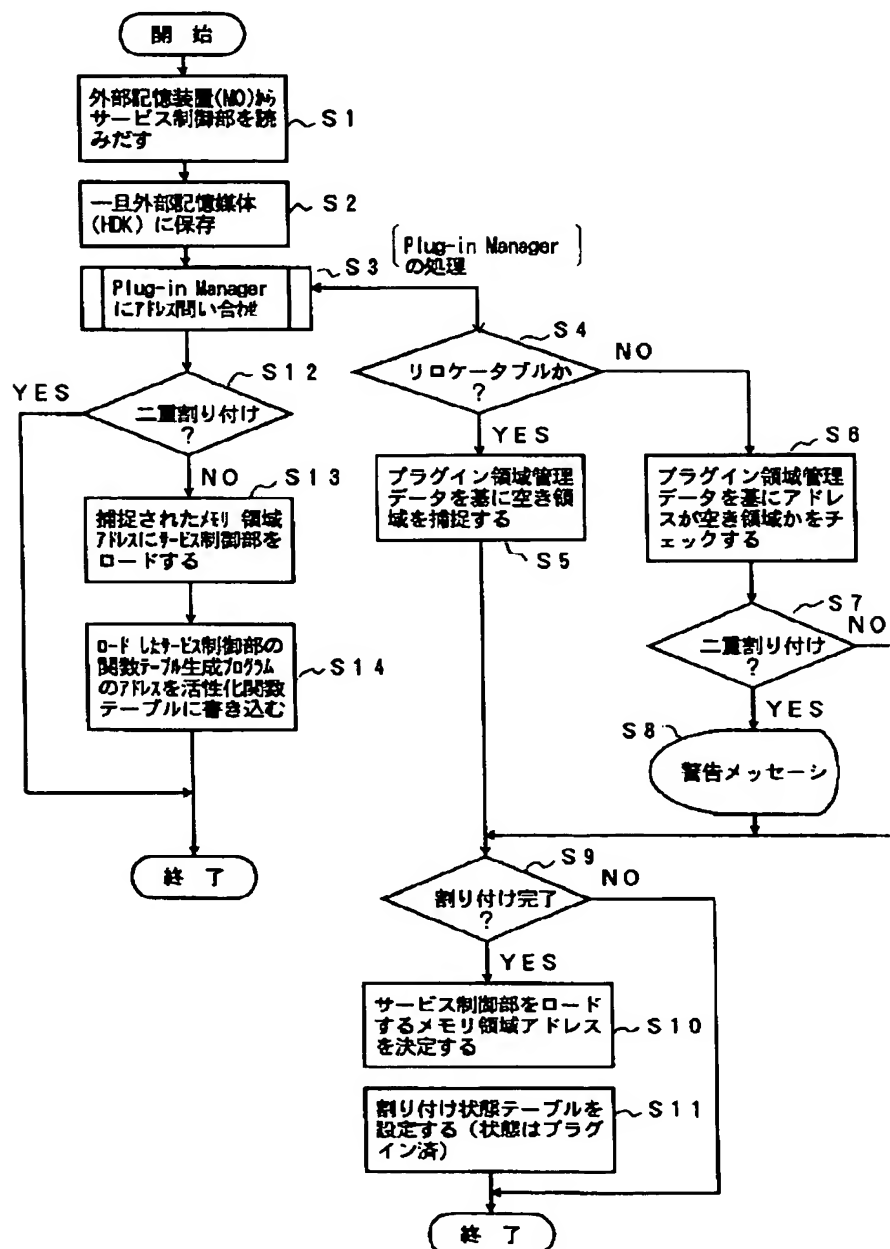 開 始
外部記憶装置(MO)から
サービス制御部を読
みだす
S1
一旦外部記憶媒体
(HDK) に保存
S2
Plug-in Manager
にアドレス問い合わせ
S3
Plug-in Manager
の処理
S4
リロケータブルか
?
NO
YES
S12
YES
二重割り付け
?
NO
S13
捕捉されたメモリ 領域
アドレスにサービス制御部を
ロードする
ロード したサービス制御部の
関数テーブル生成プログラム
のアドレスを活性化関数
テーブルに書き込む
S14
終 了
プラグイン領域管理
データを基に空き領
域を捕捉する
S5
S6
プラグイン領域管理
データを基にアドレ
スが空き領域かをチ
ェックする
S7
NO
二重割り付け
?
YES
S8
警告メッセージ
S9
NO
割り付け完了
?
YES
サービス制御部をロード
するメモリ領域アドレス
を決定する
S10
割り付け状態テーブルを
設定する(状態はプラグ
イン済)
S11
終 了